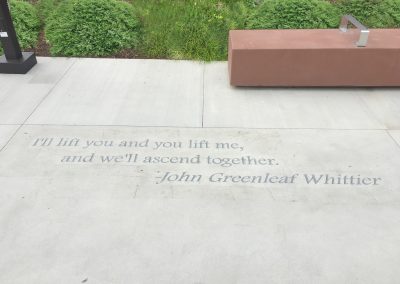 I'll lift you and you lift me,
and we'll ascend together.
-John Greenleaf Whittier